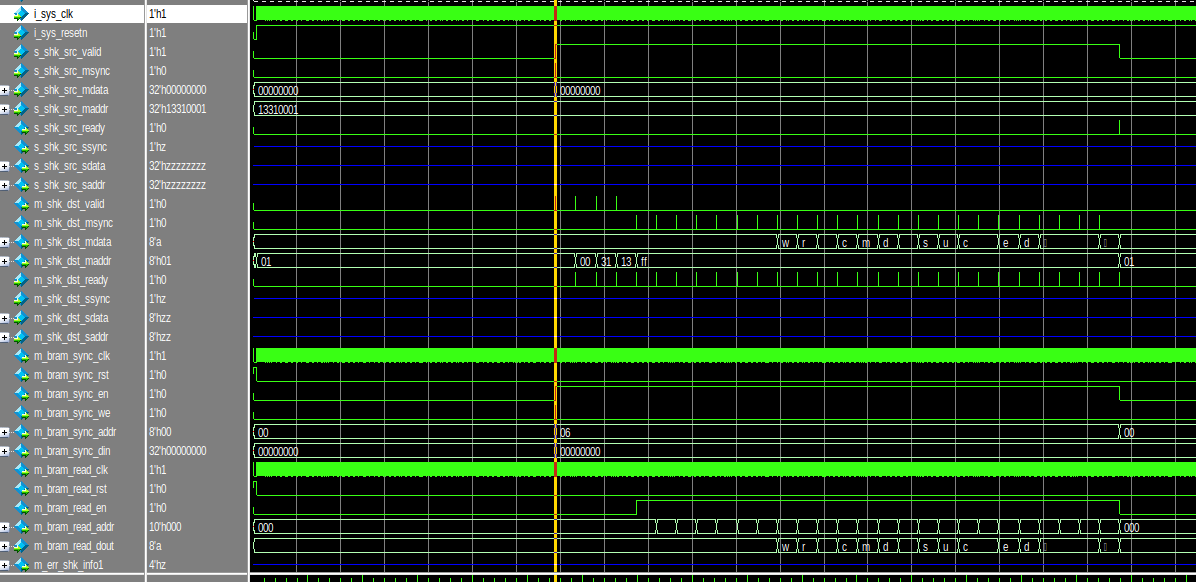 i_sys_clk 1'h1
i_sys_resetn 1'h1
s_shk_src_valid 1'h1
s_shk_src_msync 1'h0
s_shk_src_mdata 32'h00000000 00000000 00000000
s_shk_src_maddr 32'h13310001 13310001
s_shk_src_ready 1'h0
s_shk_src_ssync 1'hz
s_shk_src_sdata 32'hzzzzzzzz
s_shk_src_saddr 32'hzzzzzzzz
m_shk_dst_valid 1'h0
m_shk_dst_msync 1'h0
m_shk_dst_mdata 8'a w r c m d s u c e d
m_shk_dst_maddr 8'h01 01 00 31 13 ff 01
m_shk_dst_ready 1'h0
m_shk_dst_ssync 1'hz
m_shk_dst_sdata 8'hzz
m_shk_dst_saddr 8'hzz
m_bram_sync_clk 1'h1
m_bram_sync_rst 1'h0
m_bram_sync_en 1'h0
m_bram_sync_we 1'h0
m_bram_sync_addr 8'h00 00 06 00
m_bram_sync_din 32'h00000000 00000000 00000000
m_bram_read_clk 1'h1
m_bram_read_rst 1'h0
m_bram_read_en 1'h0
m_bram_read_addr 10'h000 000 000
m_bram_read_dout 8'a w r c m d s u c e d
m_err_shk_info1 4'hz